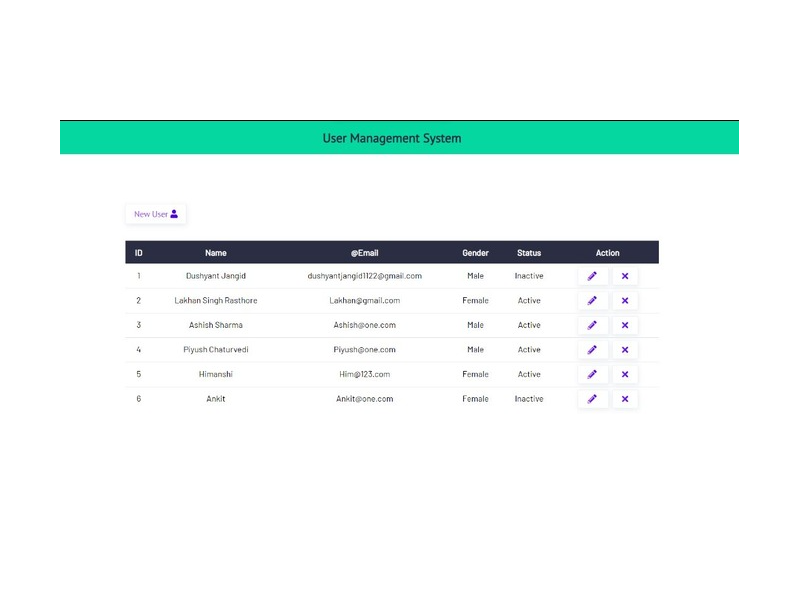 User Management System
New User
ID Name @Email Gender Status Action
1 Dushyant Jangid dushyantjangid1122@gmail.com Male Inactive
2 Lakhan Singh Rasthore Lakhan@gmail.com Female Active
3 Ashish Sharma Ashish@one.com Male Active
4 Piyush Chaturvedi Piyush@one.com Male Active
5 Himanshi Him@123.com Female Active
6 Ankit Ankit@one.com Female Inactive